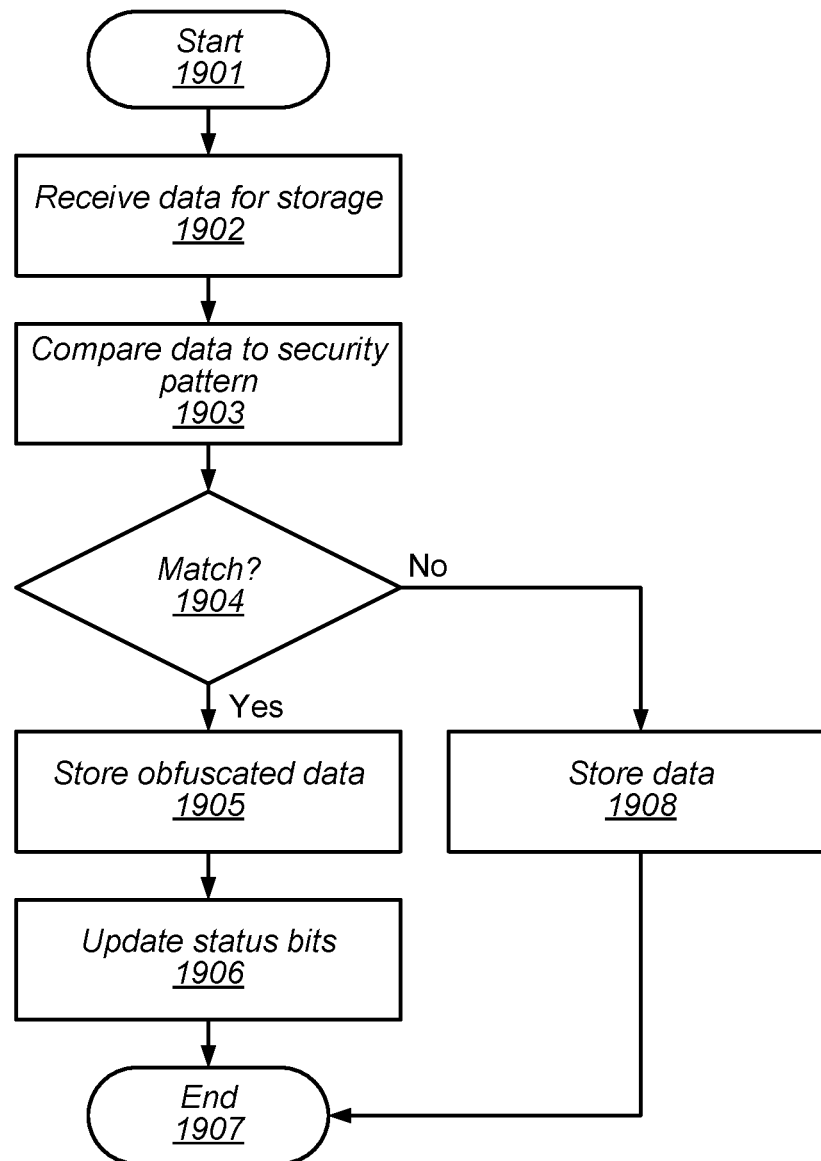 Start
1901
Receive data for storage
1902
Compare data to security
pattern
1903
Match?
1904
No
Yes
Store obfuscated data
1905
Store data
1908
Update status bits
1906
End
1907